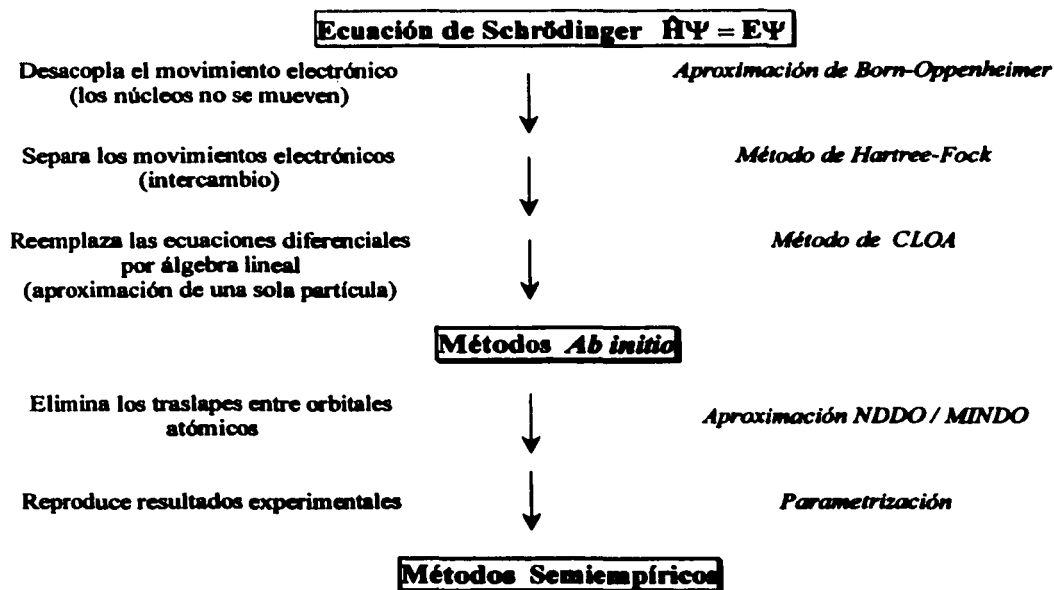 Ecuación de Schrödinger ĤΨ = EΨ
Desacopla el movimiento electrónico
(los núcleos no se mueven)
Aproximación de Born-Oppenheimer
Separa los movimientos electrónicos
(intercambio)
Método de Hartree-Fock
Reemplaza las ecuaciones diferenciales
por álgebra lineal
(aproximación de una sola partícula)
Método de CLOA
Métodos Ab initio
Elimina los traslapes entre orbitales
atómicos
Aproximación NDDO / MINDO
Reproduce resultados experimentales
Parametrización
Métodos Semiempíricos